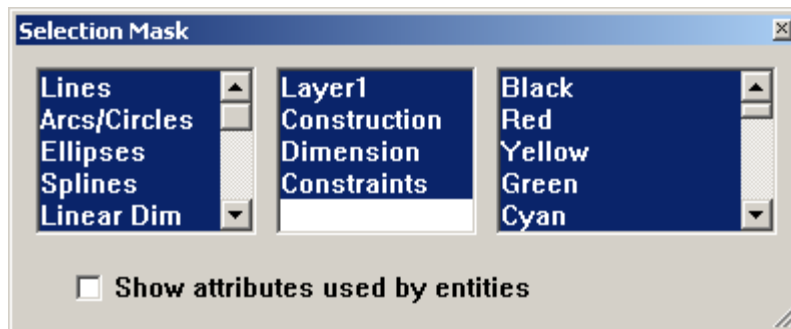 Selection Mask
Lines
Arcs/Circles
Ellipses
Splines
Linear Dim
Layer1
Construction
Dimension
Constraints
Black
Red
Yellow
Green
Cyan
Show attributes used by entities